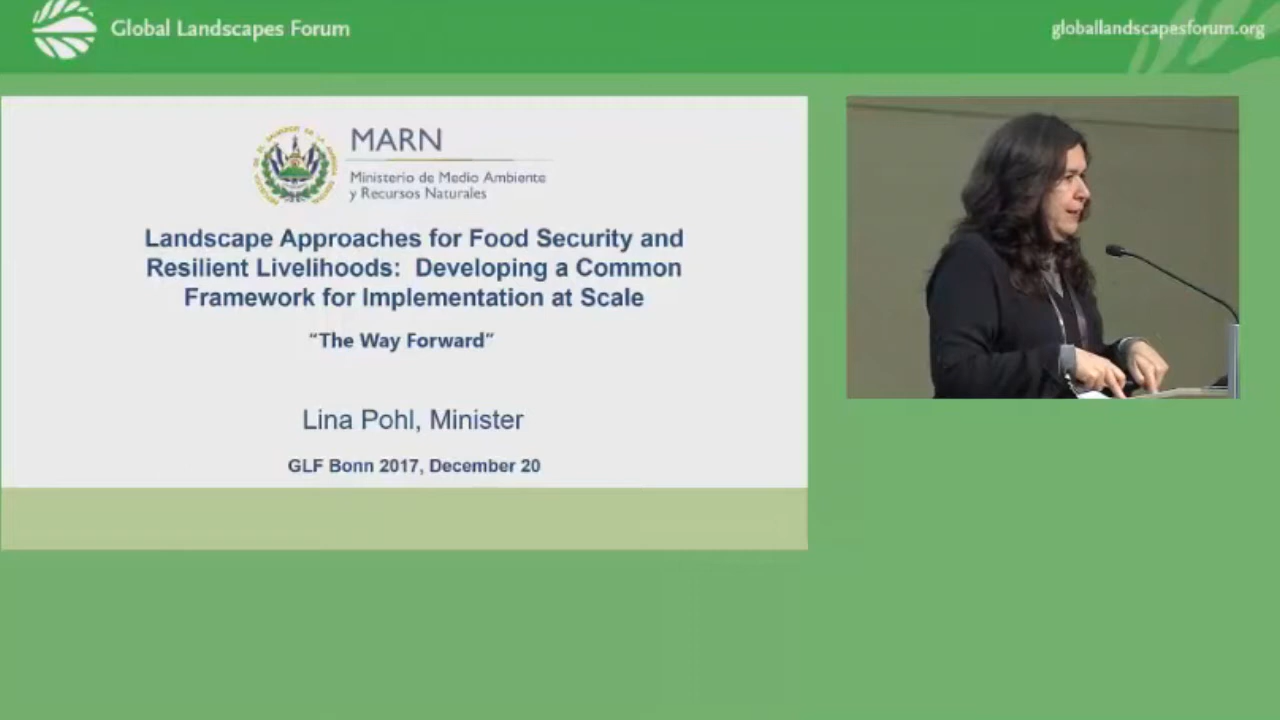 Global Landscapes Forum
globallandscapesforum.org
MARN
Ministerio de Medio Ambiente
y Recursos Naturales
Landscape Approaches for Food Security and
Resilient Livelihoods: Developing a Common
Framework for Implementation at Scale
“The Way Forward”
Lina Pohl, Minister
GLF Bonn 2017, December 20